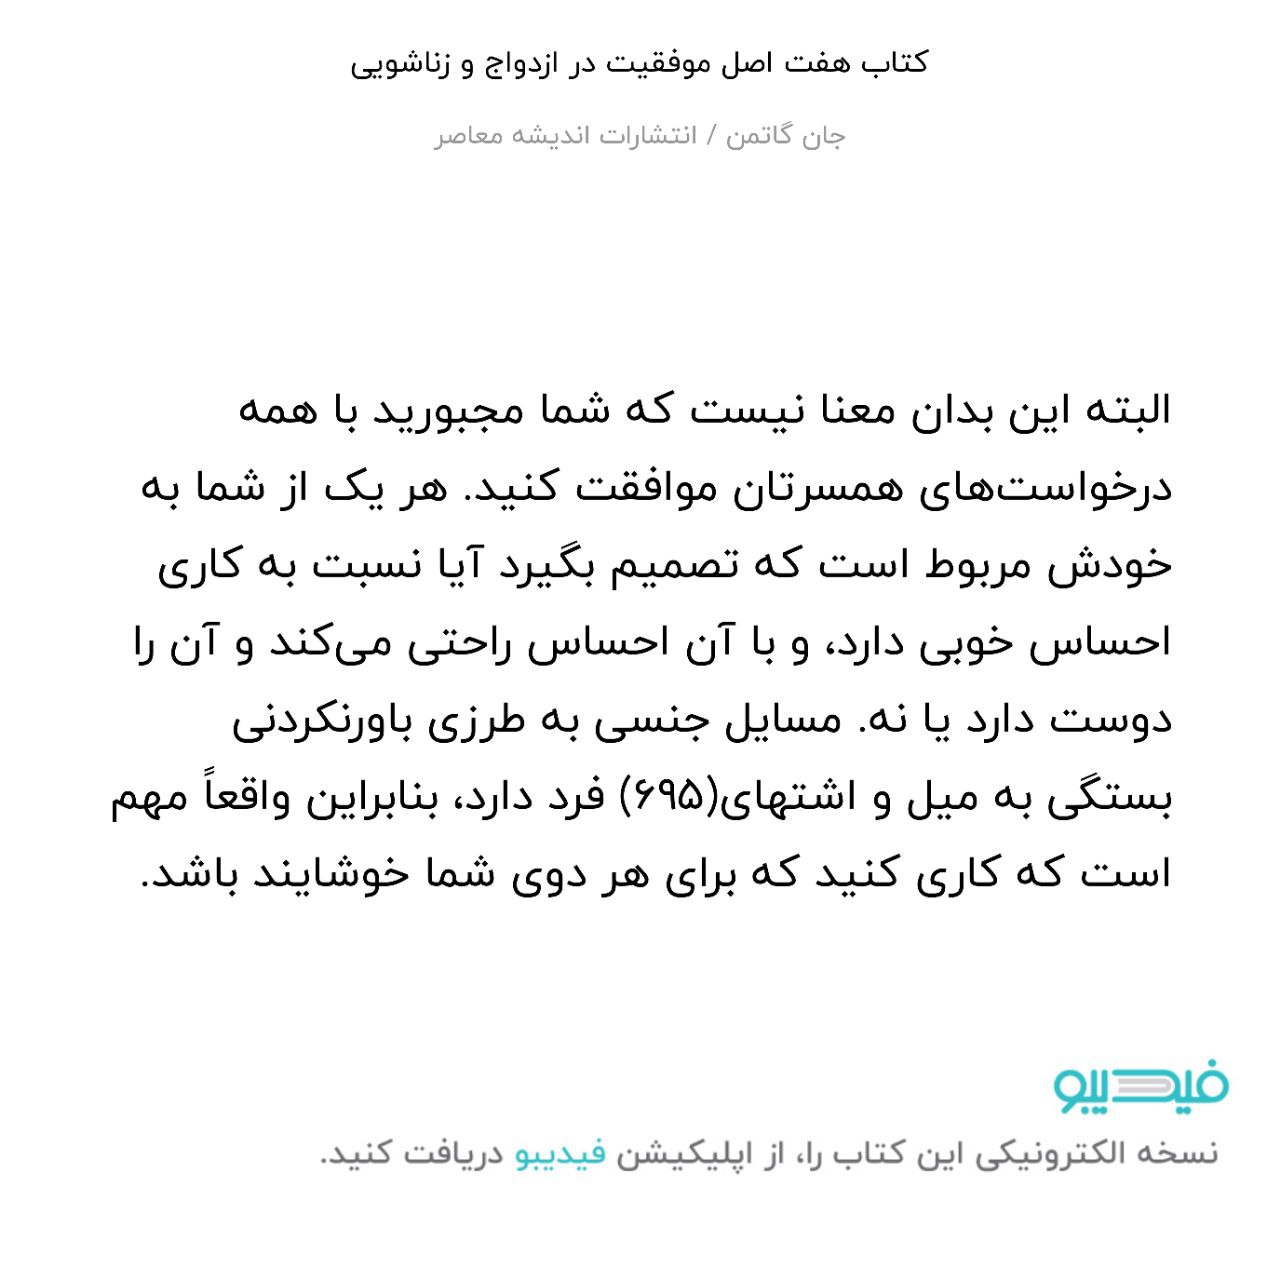 کتاب هفت اصل موفقیت در ازدواج و زناشویی
جان گاتمن / انتشارات اندیشه معاصر
البته این بدان معنا نیست که شما مجبورید با همه
درخواست‌های همسرتان موافقت کنید. هر یک از شما به
خودش مربوط است که تصمیم بگیرد آیا نسبت به کاری
احساس خوبی دارد، و با آن احساس راحتی می‌کند و آن را
دوست دارد یا نه. مسایل جنسی به طرزی باورنکردنی
بستگی به میل و اشتهای(۶۹۵) فرد دارد، بنابراین واقعاً مهم
است که کاری کنید که برای هر دوی شما خوشایند باشد.
فیدیبو
نسخه الکترونیکی این کتاب را، از اپلیکیشن فیدیبو دریافت کنید.